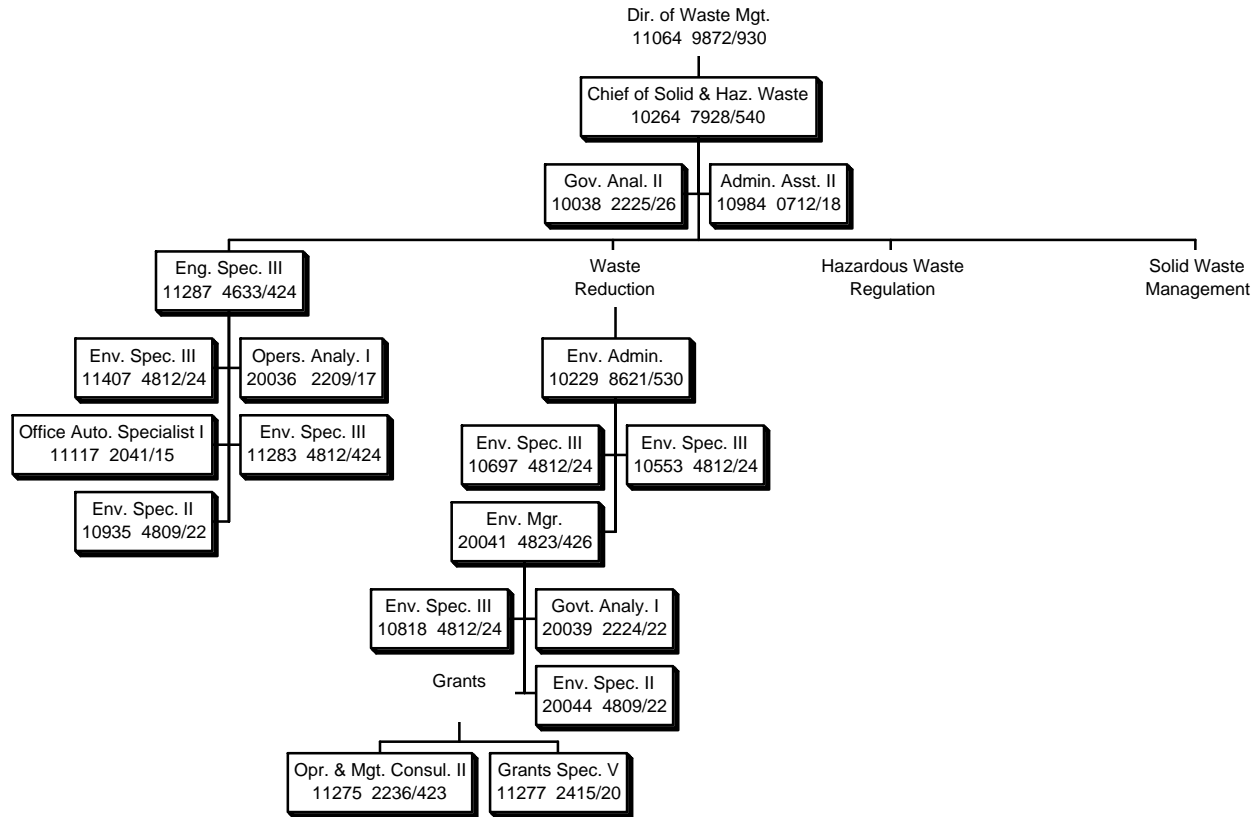 Dir. of Waste Mgt.
11064 9872/930
Chief of Solid & Haz. Waste
10264 7928/540
Gov. Anal. II
10038 2225/26
Admin. Asst. II
10984 0712/18
Eng. Spec. III
11287 4633/424
Waste
Reduction
Hazardous Waste
Regulation
Solid Waste
Management
Env. Spec. III
11407 4812/24
Opers. Analy. I
20036 2209/17
Env. Admin.
10229 8621/530
Office Auto. Specialist I
11117 2041/15
Env. Spec. III
11283 4812/424
Env. Spec. III
10697 4812/24
Env. Spec. III
10553 4812/24
Env. Spec. II
10935 4809/22
Env. Mgr.
20041 4823/426
Env. Spec. III
10818 4812/24
Govt. Analy. I
20039 2224/22
Grants
Env. Spec. II
20044 4809/22
Opr. & Mgt. Consul. II
11275 2236/423
Grants Spec. V
11277 2415/20